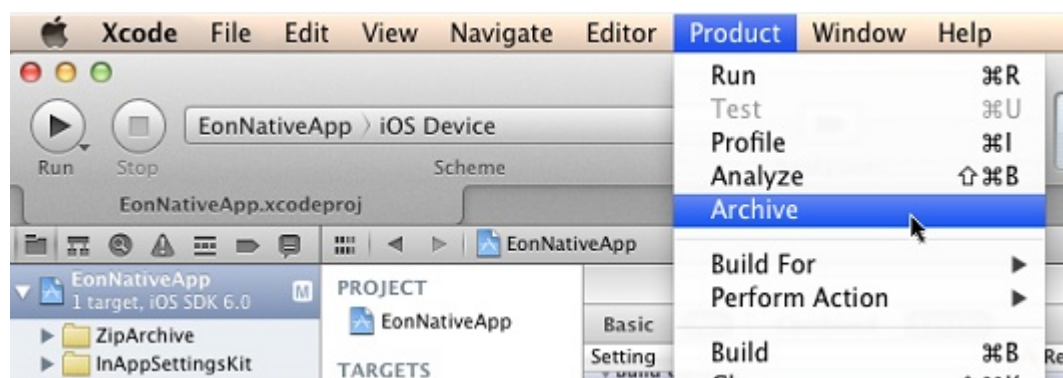 Xcode File Edit View Navigate Editor Product Window Help
EonNativeApp iOS Device
Run Stop Scheme
EonNativeApp.xcodeproj
EonNativeApp
EonNativeApp
1 target, iOS SDK 6.0 M
ZipArchive
InAppSettingsKit
PROJECT
EonNativeApp
TARGETS
Basic
Setting
Run ⌘R
Test ⌘U
Profile ⌘I
Analyze ⇧⌘B
Archive
Build For
Perform Action
Build ⌘B
Re